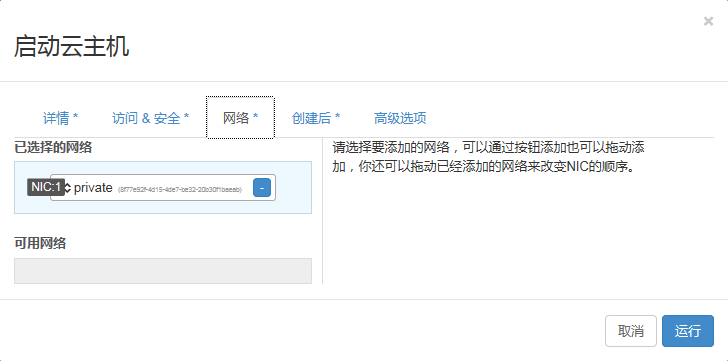 ×
启动云主机
详情 *
访问 & 安全 *
网络 *
创建后 *
高级选项
已选择的网络
NIC:1
private (8f77e92f-4d19-4de7-be32-20b30f1baeab)
-
可用网络
请选择要添加的网络，可以通过按钮添加也可以拖动添
加，你还可以拖动已经添加的网络来改变NIC的顺序。
取消
运行